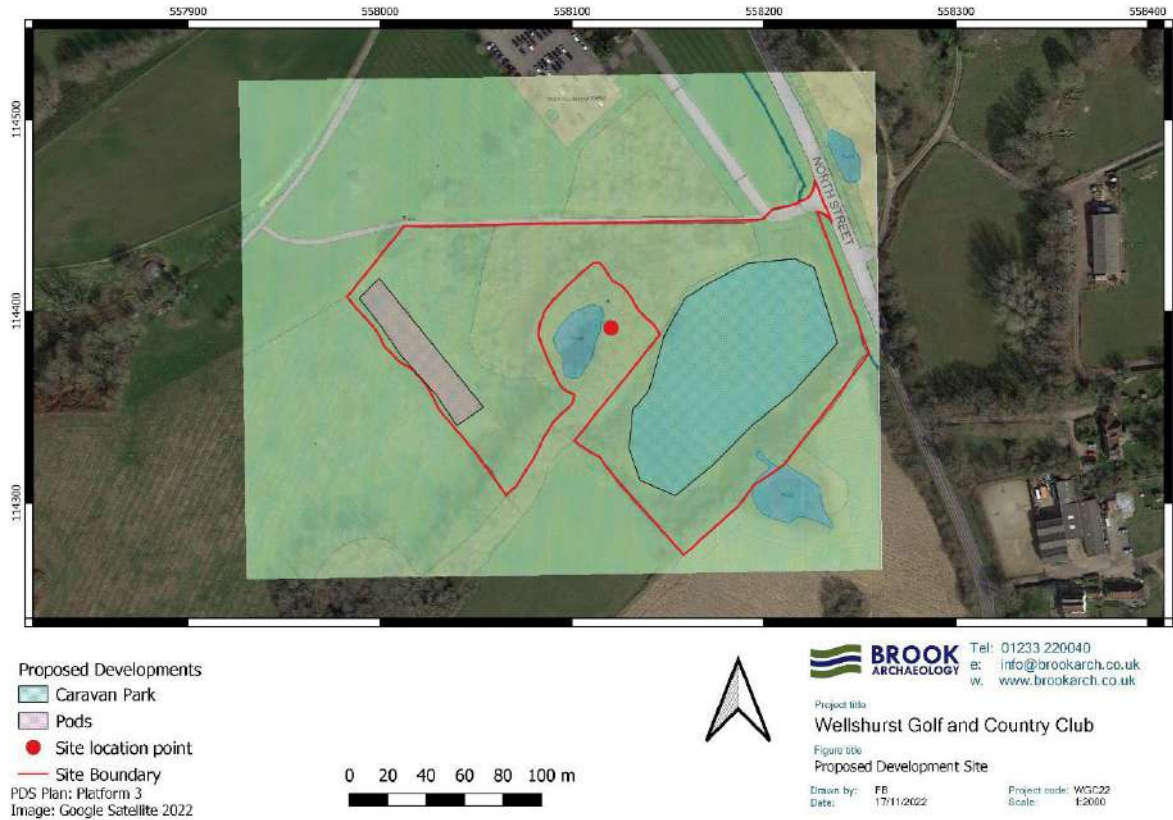 557900 558000 558100 558200 558300 558400
114500
114400
114300
NORTH STREET
Proposed Developments
Caravan Park
Pods
Site location point
Site Boundary
PDS Plan: Platform 3
Image: Google Satellite 2022
0 20 40 60 80 100 m
BROOK
ARCHAEOLOGY
Tel: 01233 220040
e: info@brookarch.co.uk
w. www.brookarch.co.uk
Project title
Wellshurst Golf and Country Club
Figure title
Proposed Development Site
Drawn by: FB
Date: 17/11/2022
Project code: WGC22
Scale: 1:2000